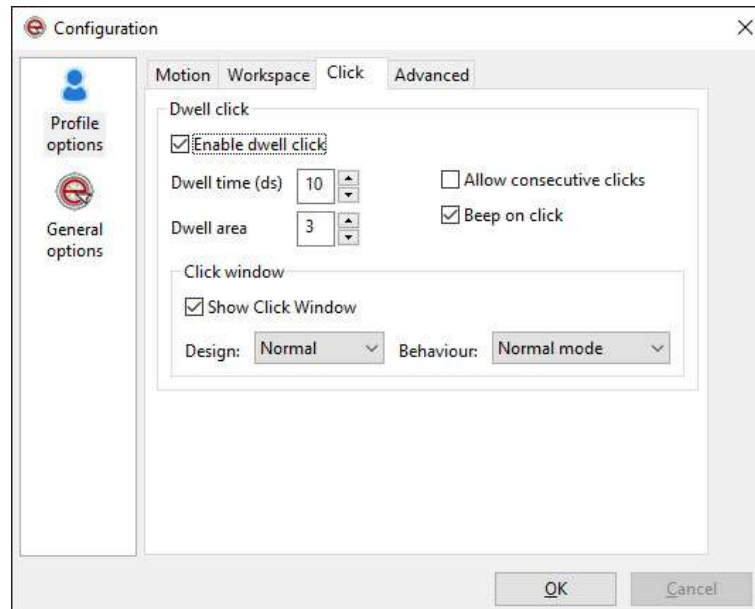 Configuration
Profile
options
General
options
Motion Workspace Click Advanced
Dwell click
Enable dwell click
Dwell time (ds) 10 Allow consecutive clicks
Dwell area 3 Beep on click
Click window
Show Click Window
Design: Normal Behaviour: Normal mode
OK Cancel